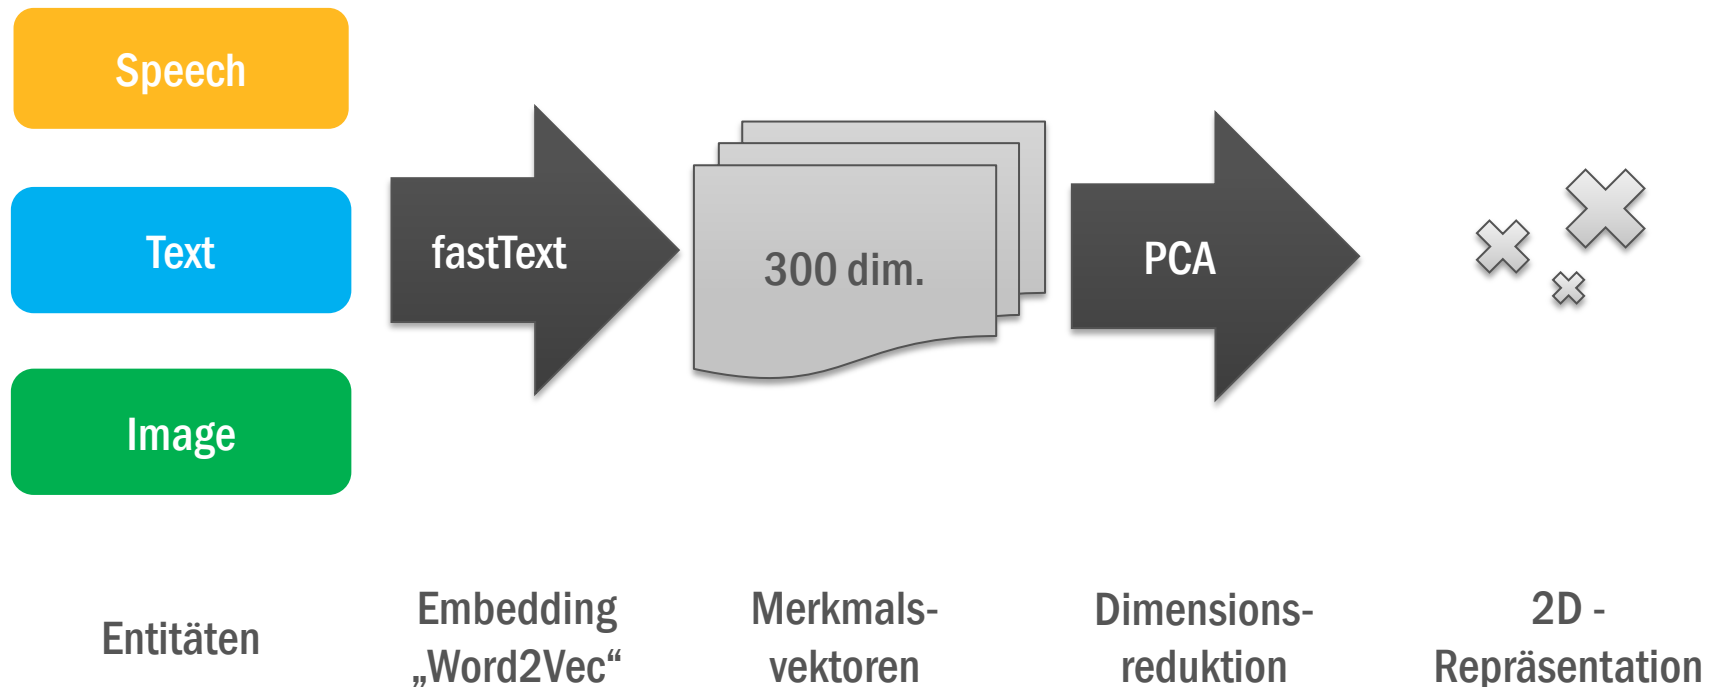 Speech
Text
Image
fastText
300 dim.
PCA
Entitäten
Embedding
„Word2Vec“
Merkmals-
vektoren
Dimensions-
reduktion
2D -
Repräsentation